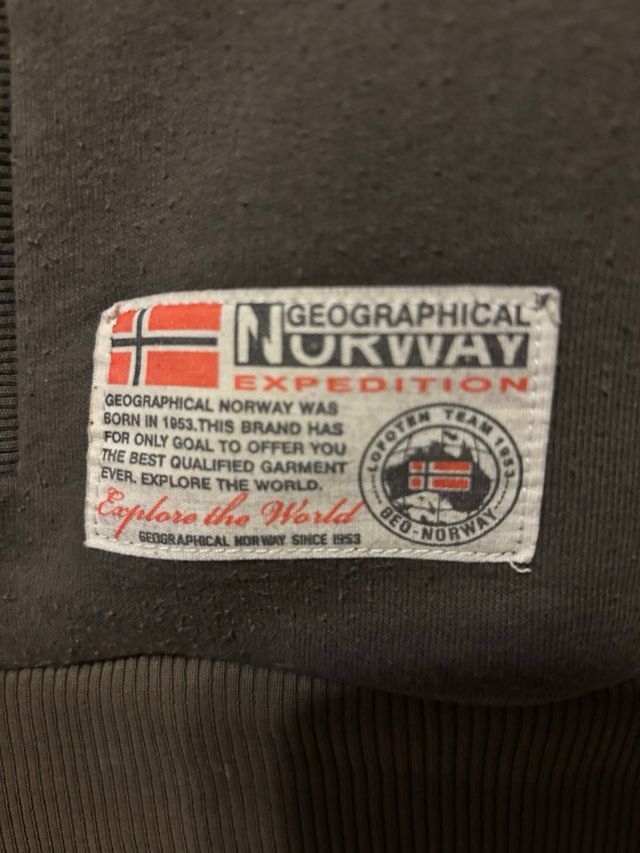 GEOGRAPHICAL
NORWAY
EXPEDITION
GEOGRAPHICAL NORWAY WAS
BORN IN 1953.THIS BRAND HAS
FOR ONLY GOAL TO OFFER YOU
THE BEST QUALIFIED GARMENT
EVER. EXPLORE THE WORLD.
Explore the World
GEOGRAPHICAL NORWAY SINCE 1953
LOFOTEN TEAM 1953
GEO-NORWAY